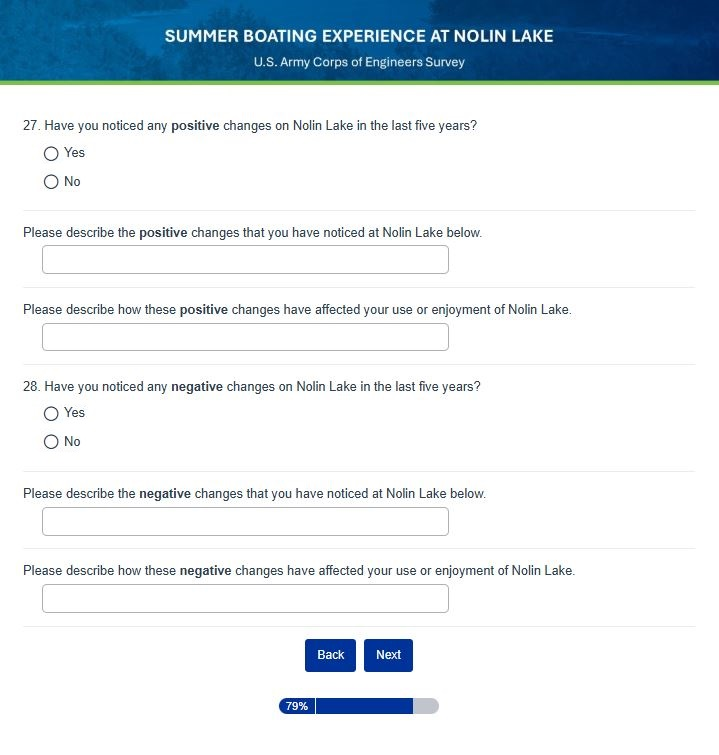 SUMMER BOATING EXPERIENCE AT NOLIN LAKE
U.S. Army Corps of Engineers Survey
27. Have you noticed any positive changes on Nolin Lake in the last five years?
Yes
No
Please describe the positive changes that you have noticed at Nolin Lake below.
Please describe how these positive changes have affected your use or enjoyment of Nolin Lake.
28. Have you noticed any negative changes on Nolin Lake in the last five years?
Yes
No
Please describe the negative changes that you have noticed at Nolin Lake below.
Please describe how these negative changes have affected your use or enjoyment of Nolin Lake.
Back Next
79%